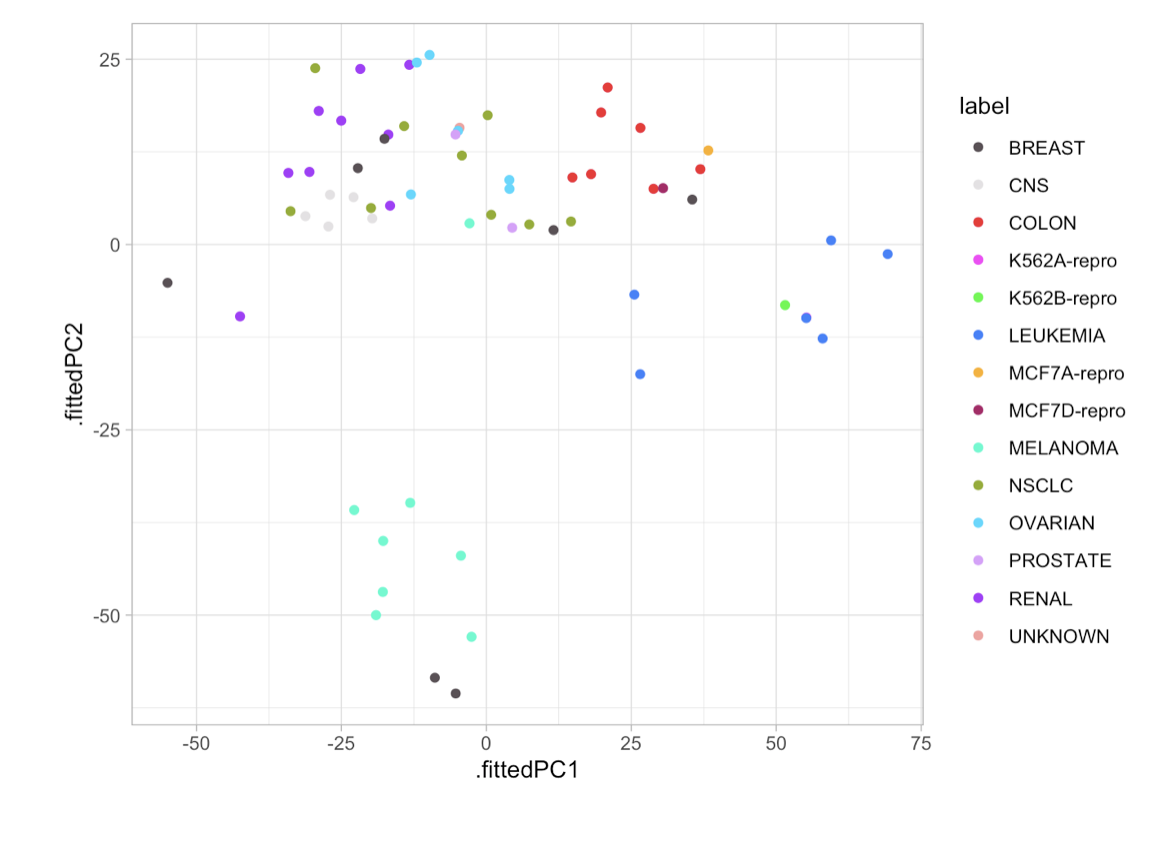 25
0
-25
-50
.fittedPC2
-50
-25
0
25
50
75
.fittedPC1
label
BREAST
CNS
COLON
K562A-repro
K562B-repro
LEUKEMIA
MCF7A-repro
MCF7D-repro
MELANOMA
NSCLC
OVARIAN
PROSTATE
RENAL
UNKNOWN